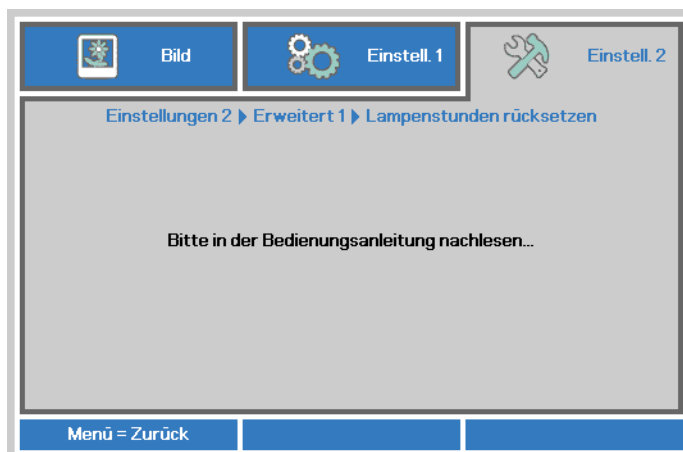 Bild
Einstell. 1
Einstell. 2
Einstellungen 2 ▶ Erweitert 1 ▶ Lampenstunden rücksetzen
Bitte in der Bedienungsanleitung nachlesen...
Menü = Zurück